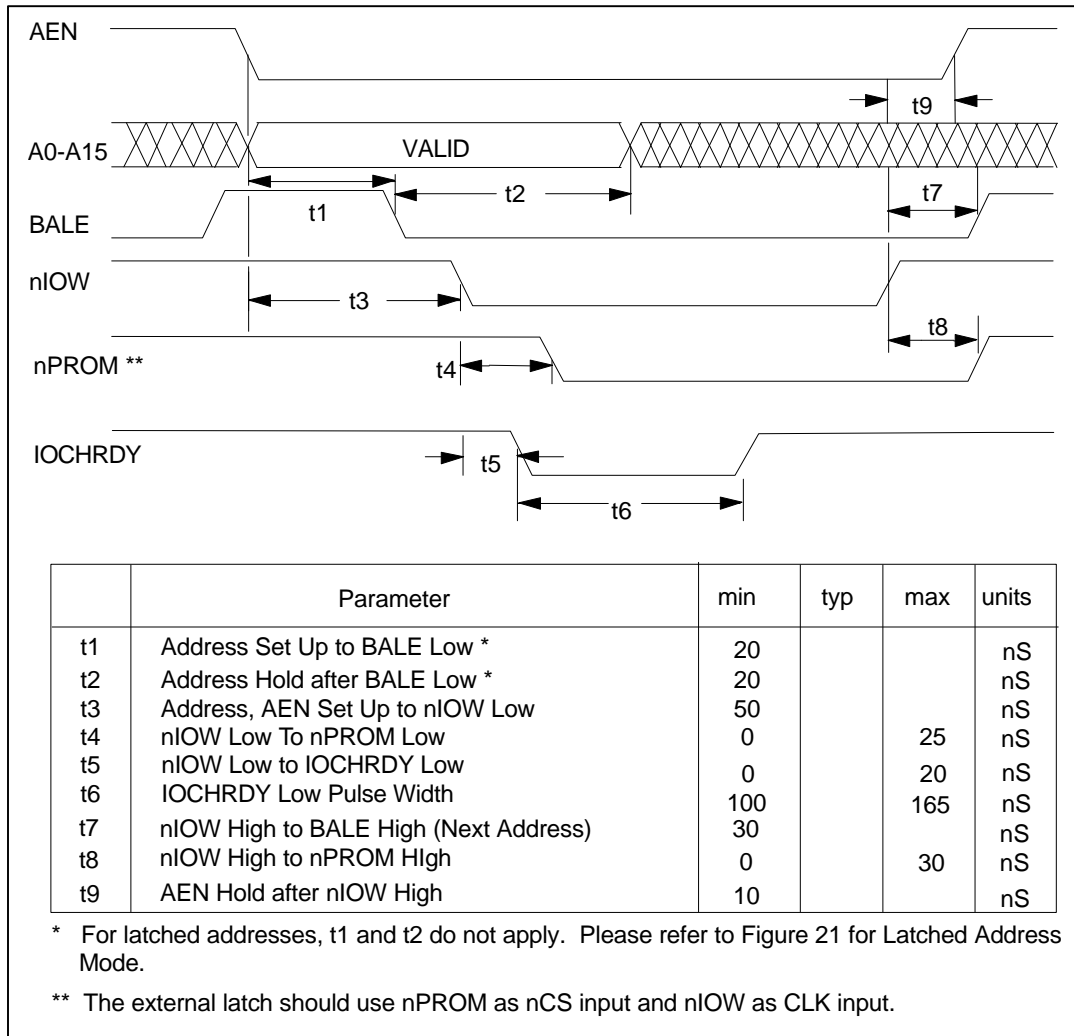 AEN
t9
A0-A15 VALID
t1 t2 t7
BALE
nIOW
t3
t8
nPROM **
t4
IOCHRDY
t5
t6
Parameter min typ max units
t1 Address Set Up to BALE Low * 20 nS
t2 Address Hold after BALE Low * 20 nS
t3 Address, AEN Set Up to nIOW Low 50 nS
t4 nIOW Low To nPROM Low 0 25 nS
t5 nIOW Low to IOCHRDY Low 0 20 nS
t6 IOCHRDY Low Pulse Width 100 165 nS
t7 nIOW High to BALE High (Next Address) 30 nS
t8 nIOW High to nPROM HIgh 0 30 nS
t9 AEN Hold after nIOW High 10 nS
* For latched addresses, t1 and t2 do not apply. Please refer to Figure 21 for Latched Address
Mode.
** The external latch should use nPROM as nCS input and nIOW as CLK input.